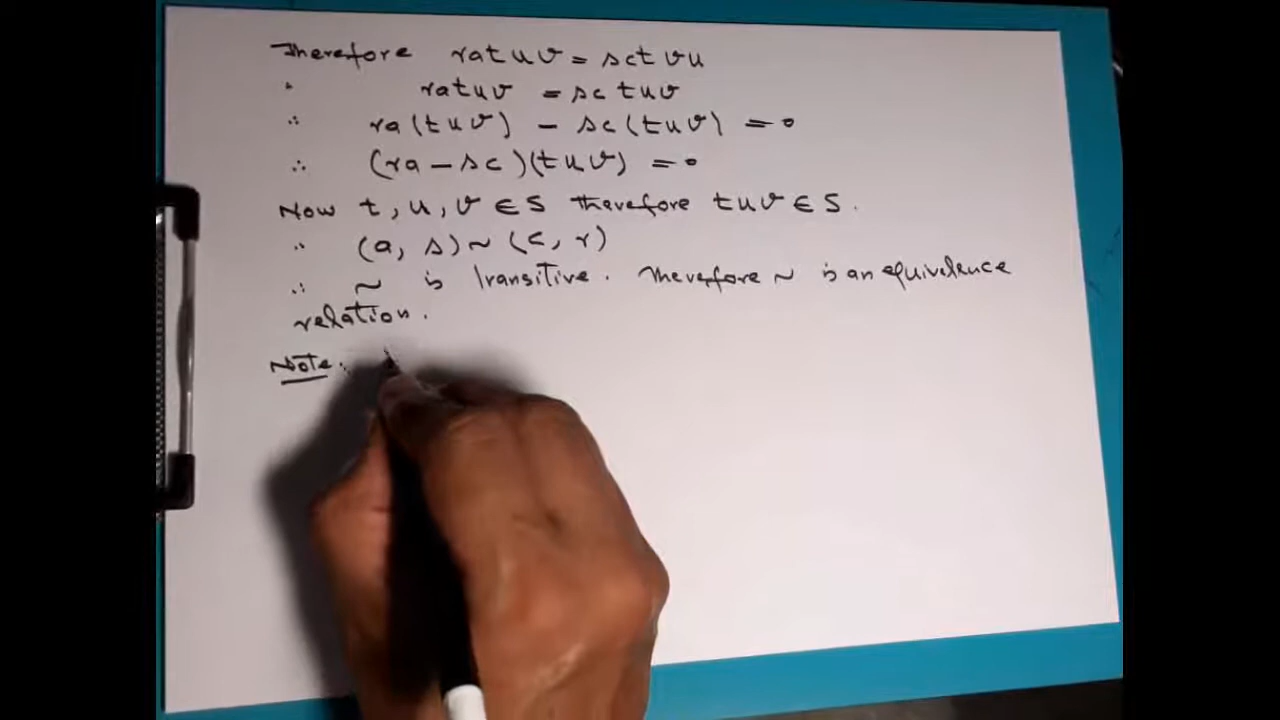 Therefore ratuv = sctvu
∴ ratuv = sctuv
∴ ra(tuv) - sc(tuv) = 0
∴ (ra - sc)(tuv) = 0
Now t, u, v ∈ S Therefore tuv ∈ S.
∴ (a, s) ~ (c, r)
∴ ~ is transitive. Therefore ~ is an equivelence
relation.
Note: